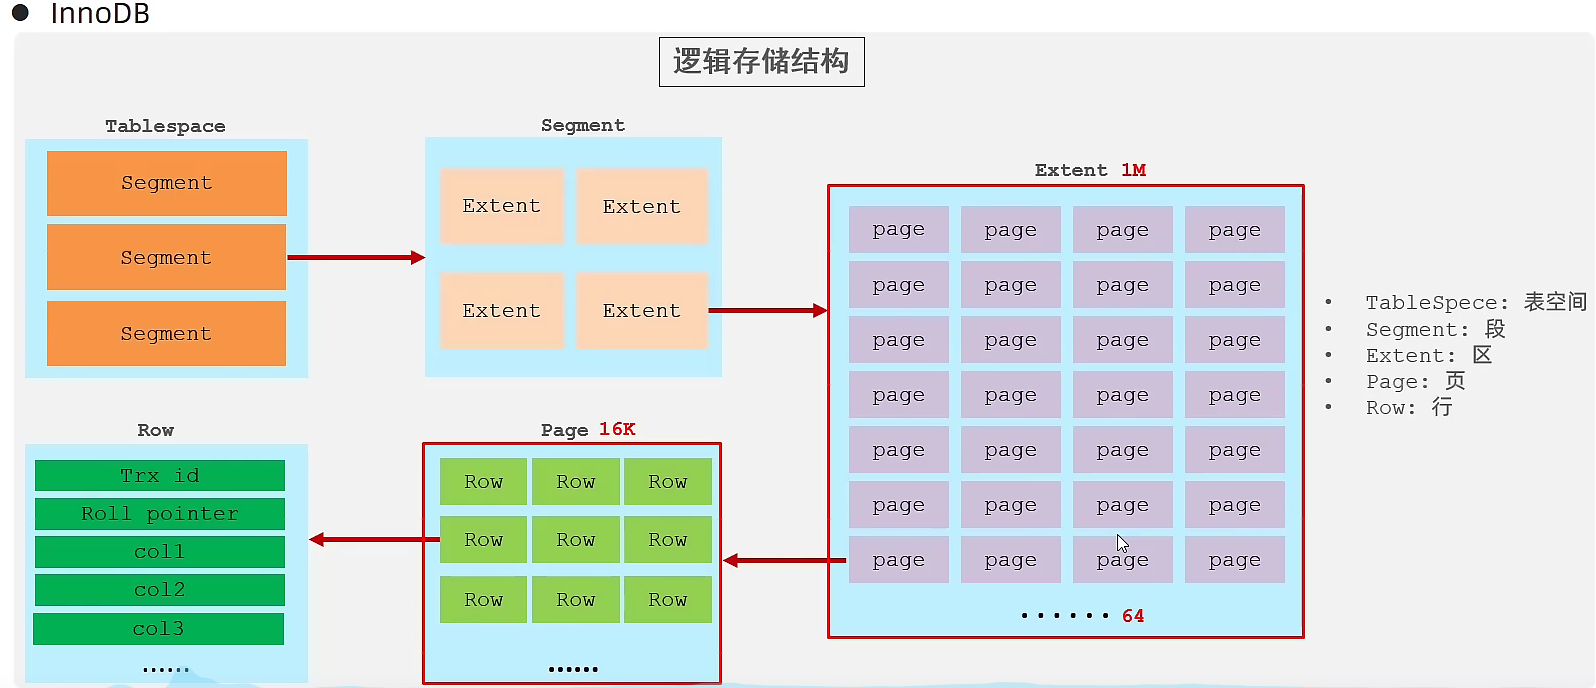 ● InnoDB
逻辑存储结构
Tablespace
Segment
Segment
Segment
Segment
Extent Extent
Extent Extent
Extent 1M
page page page page
page page page page
page page page page
page page page page
page page page page
page page page page
page page page page
······ 64
Page 16K
Row Row Row
Row Row Row
Row Row Row
······
Row
Trx id
Roll pointer
col1
col2
col3
······
• TableSpece: 表空间
• Segment: 段
• Extent: 区
• Page: 页
• Row: 行